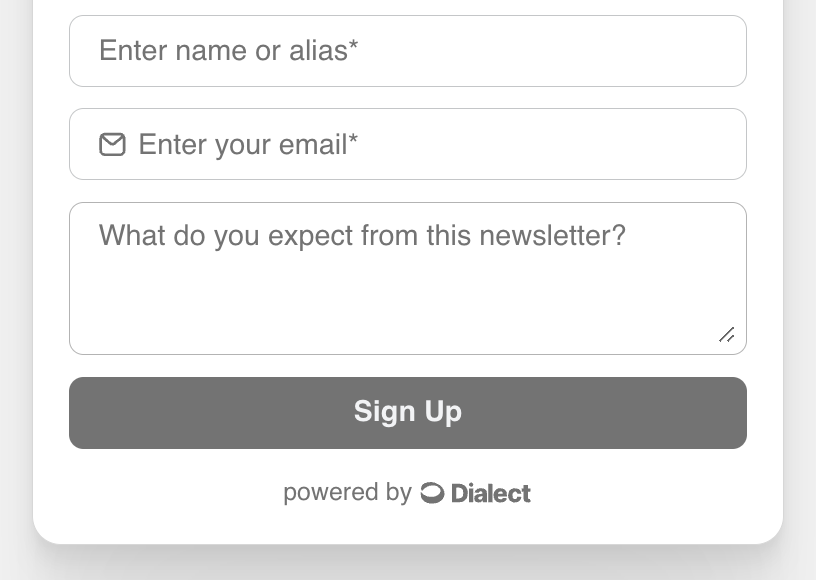 Enter name or alias*
Enter your email*
What do you expect from this newsletter?
Sign Up
powered by Dialect